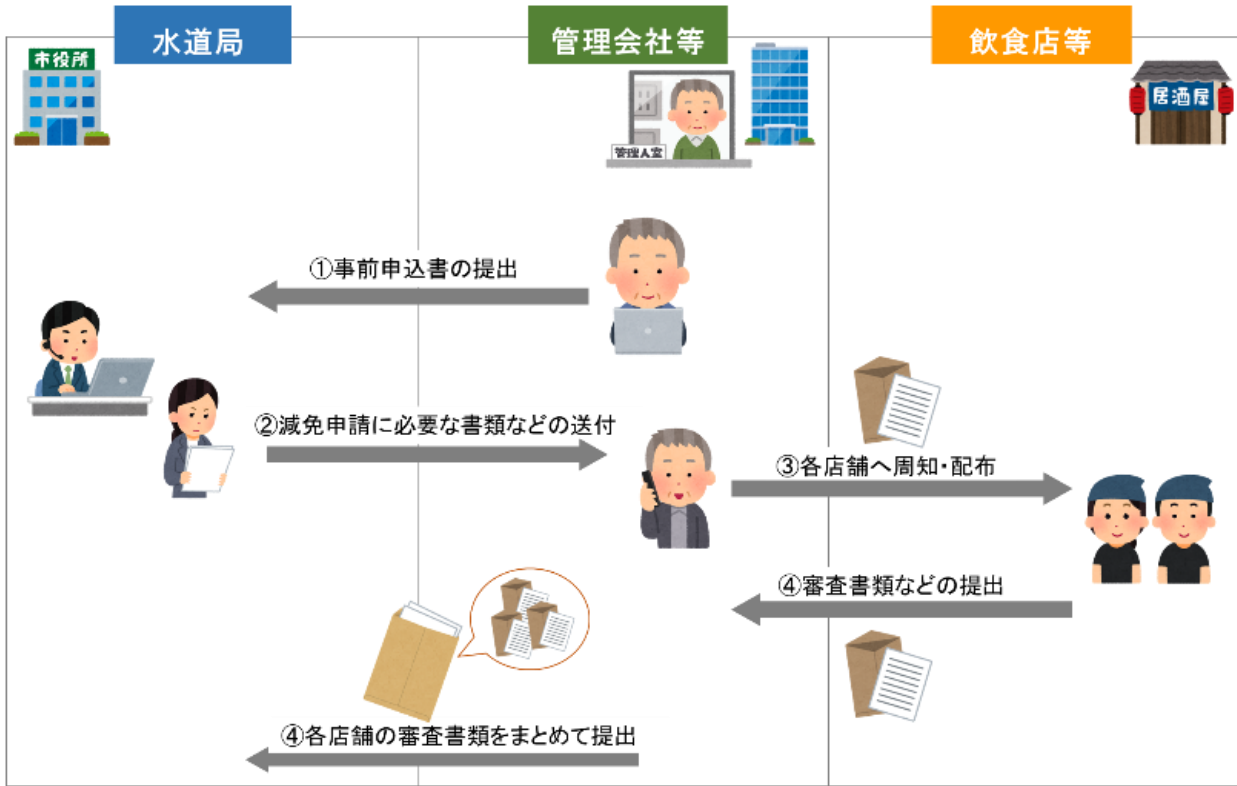 水道局
管理会社等
飲食店等
市役所
管理人室
居酒屋
①事前申込書の提出
②減免申請に必要な書類などの送付
③各店舗へ周知・配布
④審査書類などの提出
④各店舗の審査書類をまとめて提出